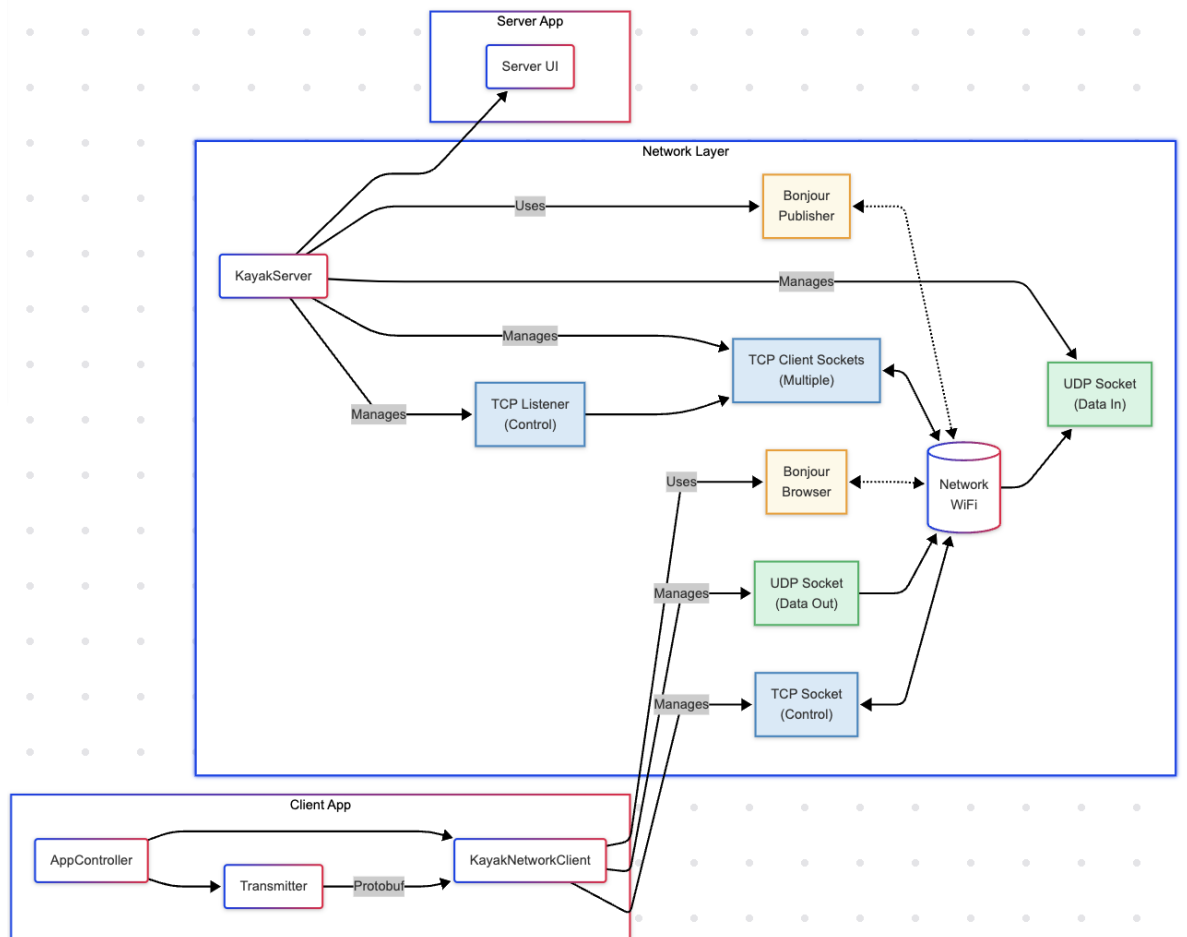 Server App
Server UI
Network Layer
Bonjour
Publisher
Uses
KayakServer
Manages
Manages
TCP Client Sockets
(Multiple)
UDP Socket
(Data In)
TCP Listener
(Control)
Manages
Bonjour
Browser
Uses
Network
WiFi
UDP Socket
(Data Out)
Manages
TCP Socket
(Control)
Manages
Client App
AppController
KayakNetworkClient
Transmitter
Protobuf